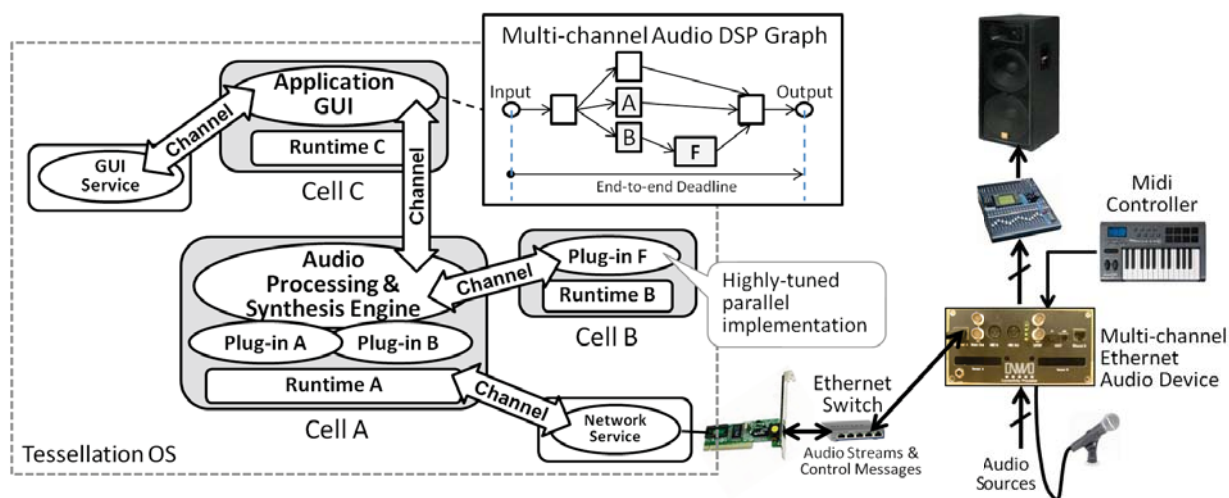 Multi-channel Audio DSP Graph
Input
Output
A
B
F
End-to-end Deadline
Application
GUI
Runtime C
Cell C
Channel
GUI
Service
Channel
Audio
Processing &
Synthesis Engine
Plug-in A
Plug-in B
Runtime A
Cell A
Channel
Plug-in F
Runtime B
Cell B
Highly-tuned
parallel
implementation
Channel
Network
Service
Tessellation OS
Ethernet
Switch
Audio Streams &
Control Messages
Midi
Controller
Multi-channel
Ethernet
Audio Device
Audio
Sources